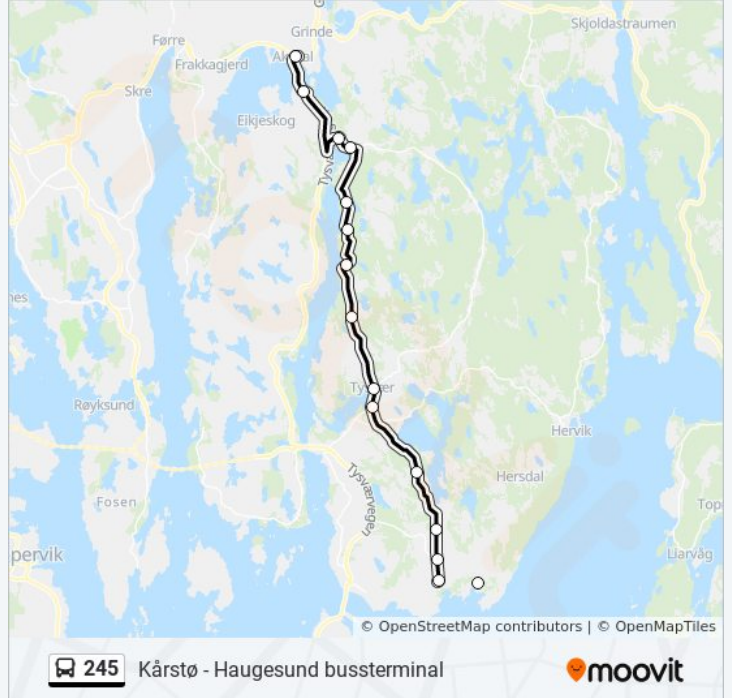 Skjoldastraumen
Grinde
Førre
Frakkagjerd
Skre
Eikjeskog
Røyksund
Hervik
Hersdal
Tysværvegen
Fosen
pervik
Liarvåg
© OpenStreetMap contributors | © OpenMapTiles
245 Kårstø - Haugesund bussterminal
moovit